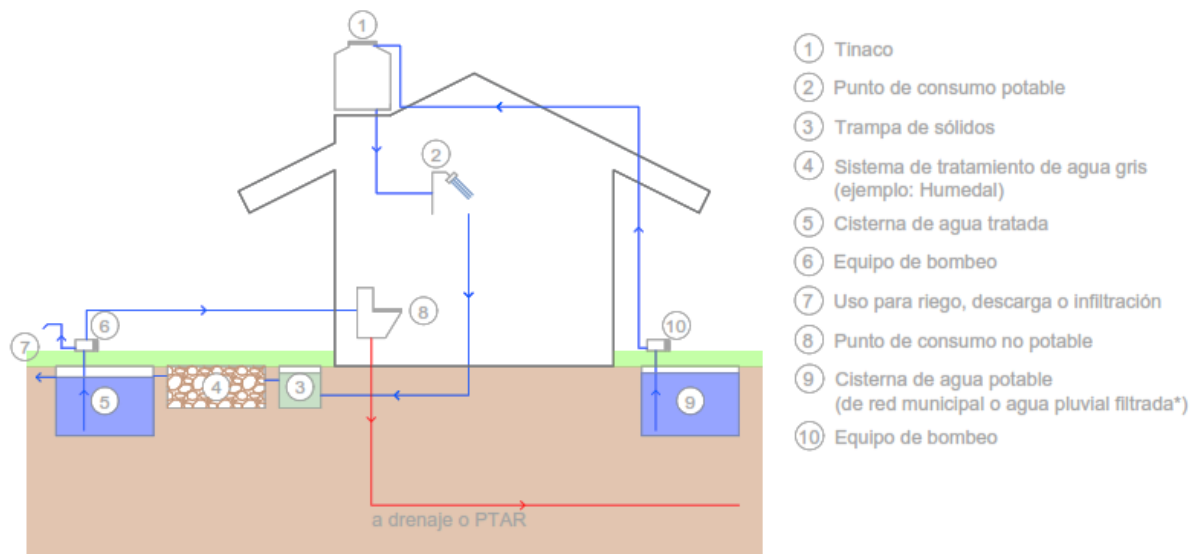 1
2
8
6
7
10
5
4
3
9
a drenaje o PTAR
1 Tinaco
2 Punto de consumo potable
3 Trampa de sólidos
4 Sistema de tratamiento de agua gris
(ejemplo: Humedal)
5 Cisterna de agua tratada
6 Equipo de bombeo
7 Uso para riego, descarga o infiltración
8 Punto de consumo no potable
9 Cisterna de agua potable
(de red municipal o agua pluvial filtrada*)
10 Equipo de bombeo